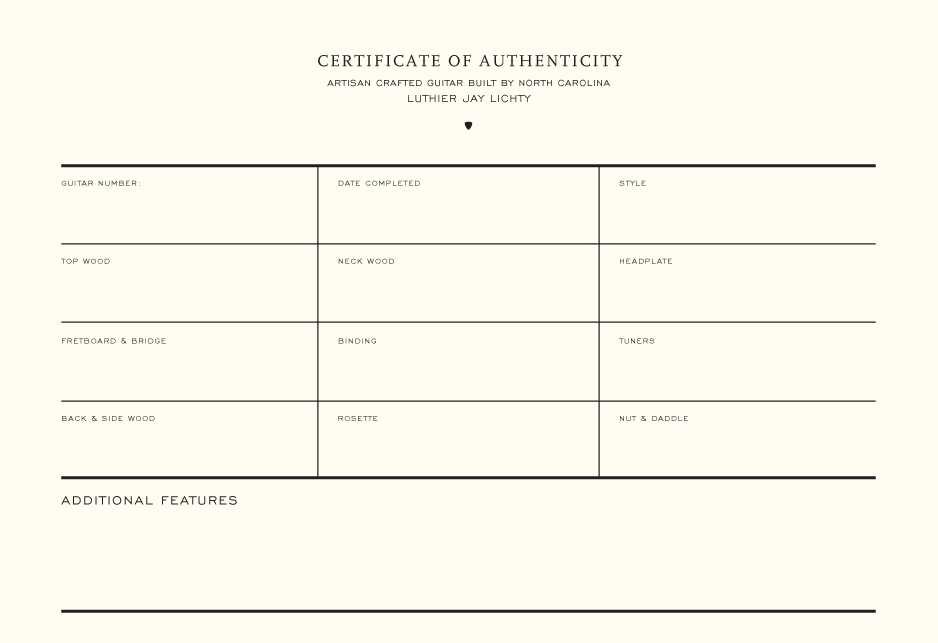 CERTIFICATE OF AUTHENTICITY
ARTISAN CRAFTED GUITAR BUILT BY NORTH CAROLINA
LUTHIER JAY LICHTY
GUITAR NUMBER:
DATE COMPLETED
STYLE
TOP WOOD
NECK WOOD
HEADPLATE
FRETBOARD & BRIDGE
BINDING
TUNERS
BACK & SIDE WOOD
ROSETTE
NUT & DADDLE
ADDITIONAL FEATURES